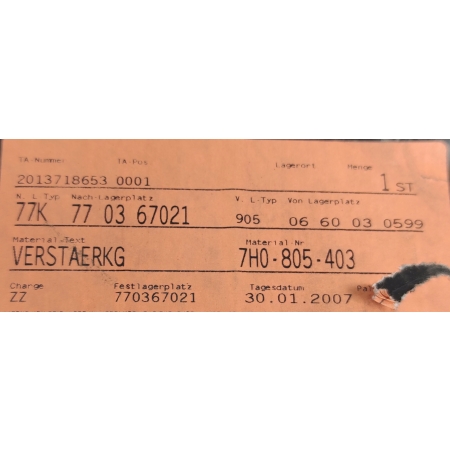 TA-Nummer TA-Pos Lagerort Menge
2013718653 0001 1 ST
N. L Typ Nach Lagerplatz V. L-Typ Von Lagerplatz
77K 77 03 67021 905 06 60 03 0599
Material-Text Material-Nr
VERSTAERKG 7H0-805-403
Charge Festlagerplatz Tagesdatum
ZZ 770367021 30.01.2007